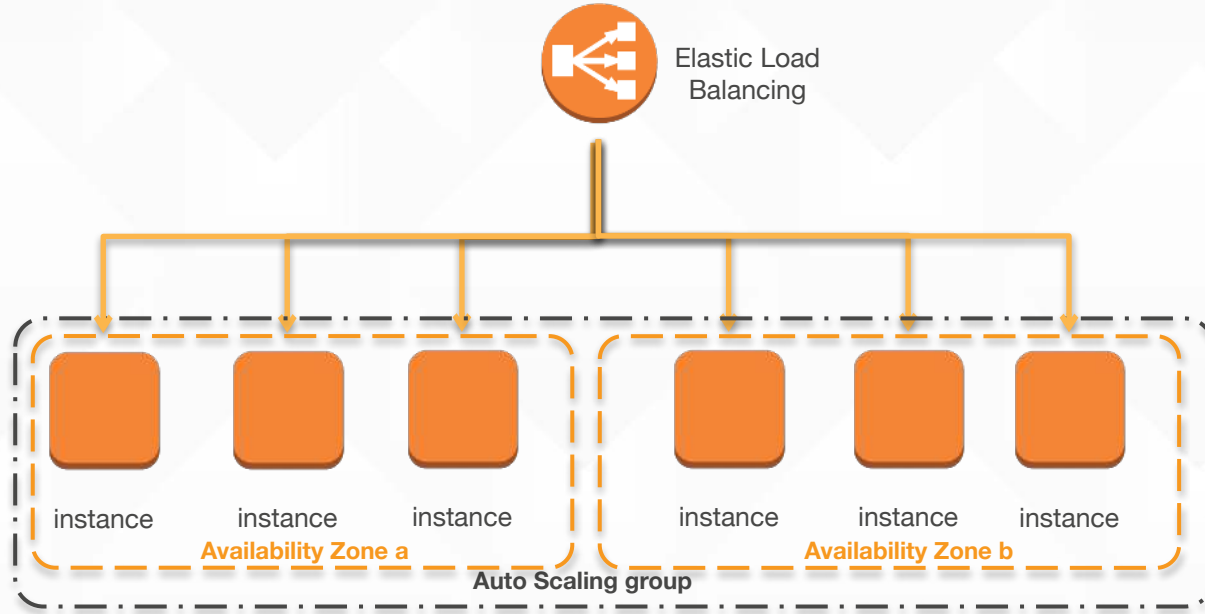 Elastic Load
Balancing
instance
instance
instance
instance
instance
instance
Availability Zone a
Availability Zone b
Auto Scaling group